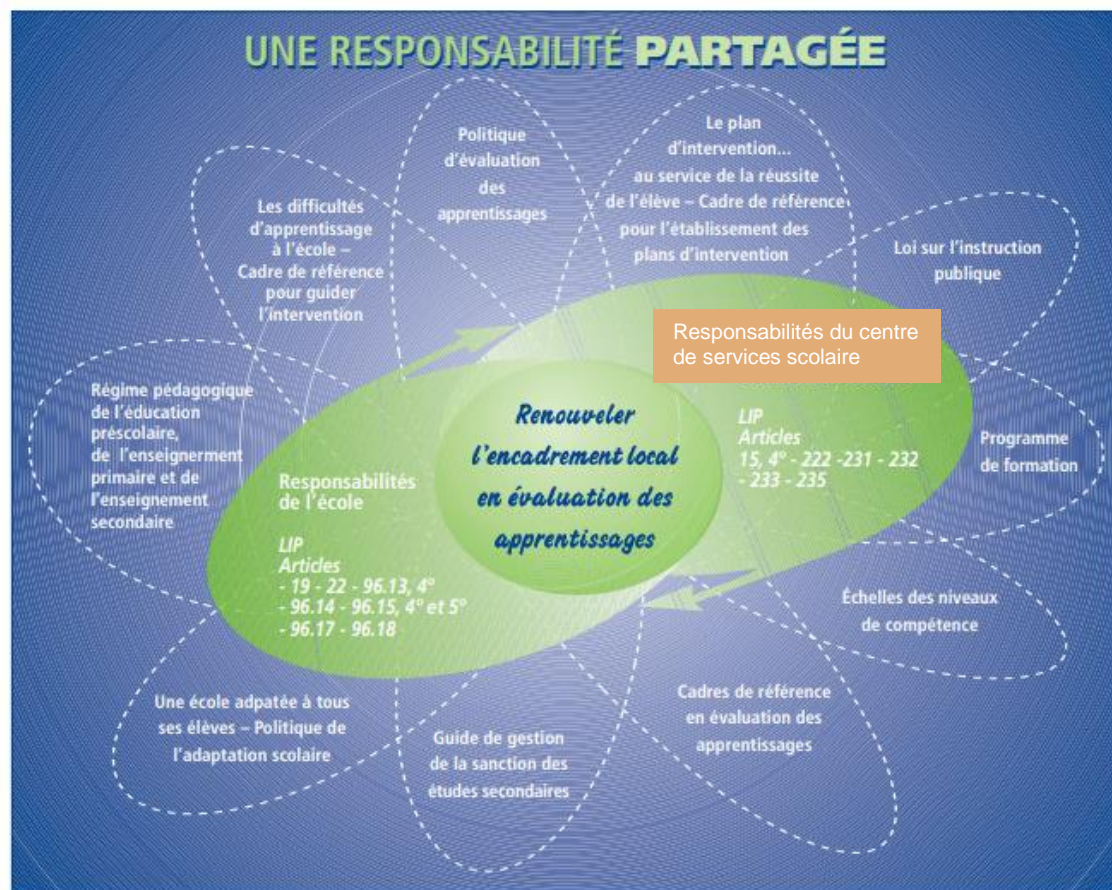 UNE RESPONSABILITÉ PARTAGÉE
Politique
d'évaluation
des
apprentissages
Le plan
d'intervention...
au service de la réussite
de l'élève – Cadre de référence
pour l'établissement des
plans d'intervention
Les difficultés
d'apprentissage
à l'école –
Cadre de référence
pour guider
l'intervention
Loi sur l'instruction
publique
Responsabilités du centre
de services scolaire
LIP
Articles
15, 4º - 222 -231 - 232
- 233 - 235
Régime pédagogique
de l'éducation
préscolaire,
de l'enseignerment
primaire et de
l'enseignement
secondaire
Renouveler
l'encadrement local
en évaluation des
apprentissages
Programme
de formation
Responsabilités
de l'école
LIP
Articles
- 19 - 22 - 96.13, 4º
- 96.14 - 96.15, 4º et 5º
- 96.17 - 96.18
Échelles des niveaux
de compétence
Une école adpatée à tous
ses élèves – Politique de
l'adaptation scolaire
Guide de gestion
de la sanction des
études secondaires
Cadres de référence
en évaluation des
apprentissages